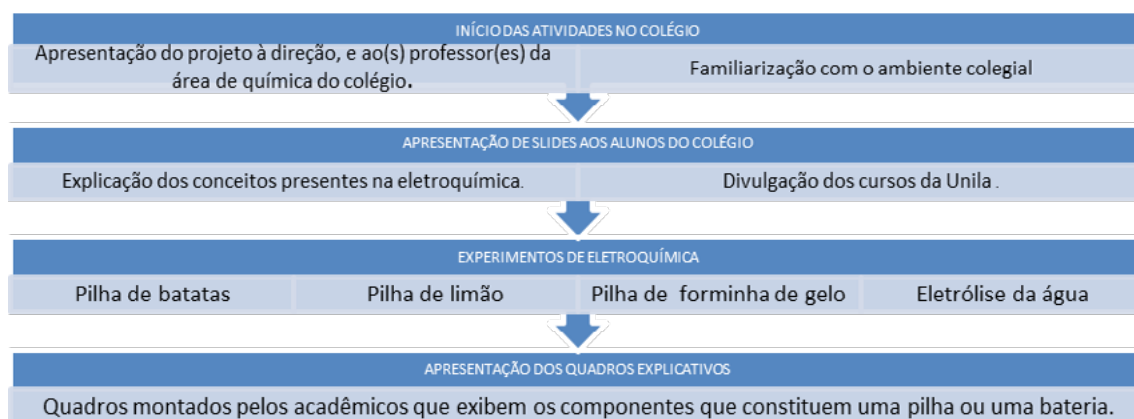 INÍCIO DAS ATIVIDADES NO COLÉGIO
Apresentação do projeto à direção, e ao(s) professor(es) da
área de química do colégio.
Familiarização com o ambiente colegial
APRESENTAÇÃO DE SLIDES AOS ALUNOS DO COLÉGIO
Explicação dos conceitos presentes na eletroquímica.
Divulgação dos cursos da Unila .
EXPERIMENTOS DE ELETROQUÍMICA
Pilha de batatas
Pilha de limão
Pilha de forminha de gelo
Eletrólise da água
APRESENTAÇÃO DOS QUADROS EXPLICATIVOS
Quadros montados pelos acadêmicos que exibem os componentes que constituem uma pilha ou uma bateria.